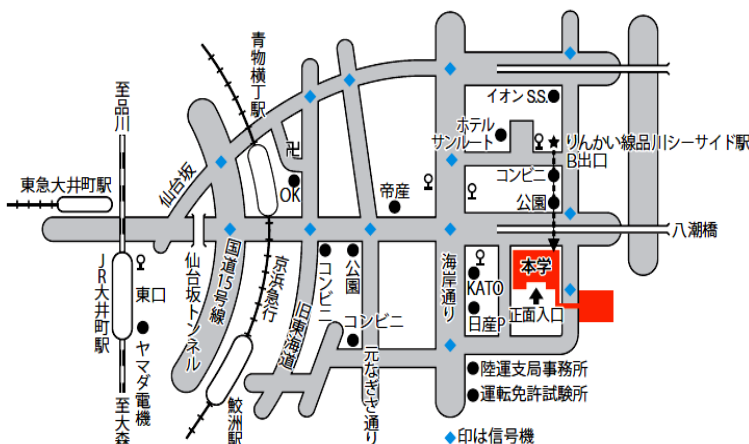 青物横丁駅
至品川
イオンS.S.
ホテル
サンルート
りんかい線品川シーサイド駅
B出口
卍
仙台坂
東急大井町駅
OK
コンビニ
帝産
公園
八潮橋
JR大井町駅
東口
仙台坂トンネル
国道15号線
京浜急行
コンビニ
公園
海岸通り
本学
KATO
正面入口
旧東海道
コンビニ
日産P
ヤマダ電機
元なぎさ通り
陸運支局事務所
運転免許試験所
至大森
鮫洲駅
印は信号機